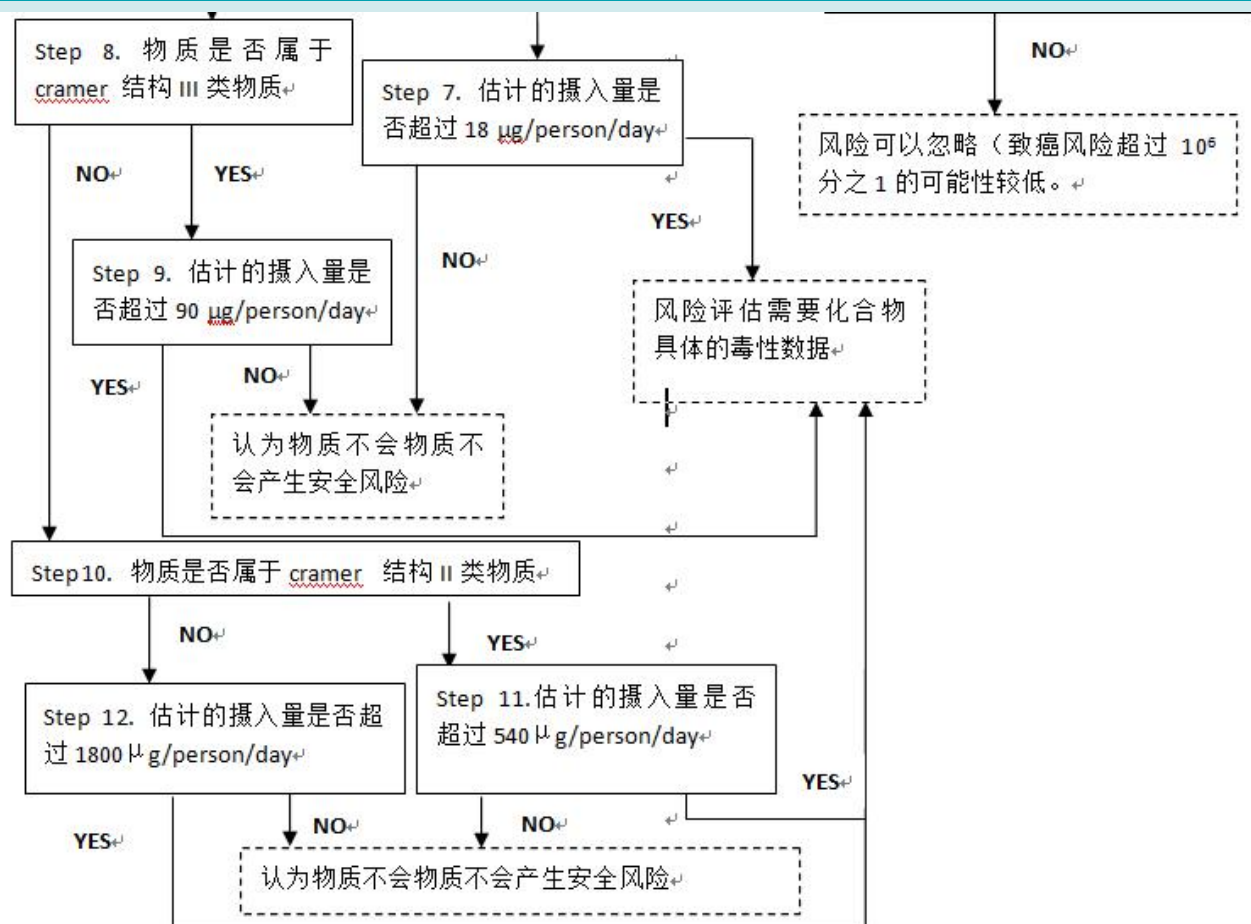 Step 8. 物质是否属于
cramer 结构 III 类物质
Step 7. 估计的摄入量是
否超过 18 µg/person/day
NO
风险可以忽略（致癌风险超过 10⁶
分之 1 的可能性较低。
NO
YES
YES
NO
Step 9. 估计的摄入量是
否超过 90 µg/person/day
风险评估需要化合物
具体的毒性数据
YES
NO
认为物质不会物质不
会产生安全风险
Step10. 物质是否属于 cramer 结构 II 类物质
NO
YES
Step 12. 估计的摄入量是否超
过 1800μg/person/day
Step 11.估计的摄入量是否
超过 540μg/person/day
YES
YES
NO
NO
认为物质不会物质不会产生安全风险